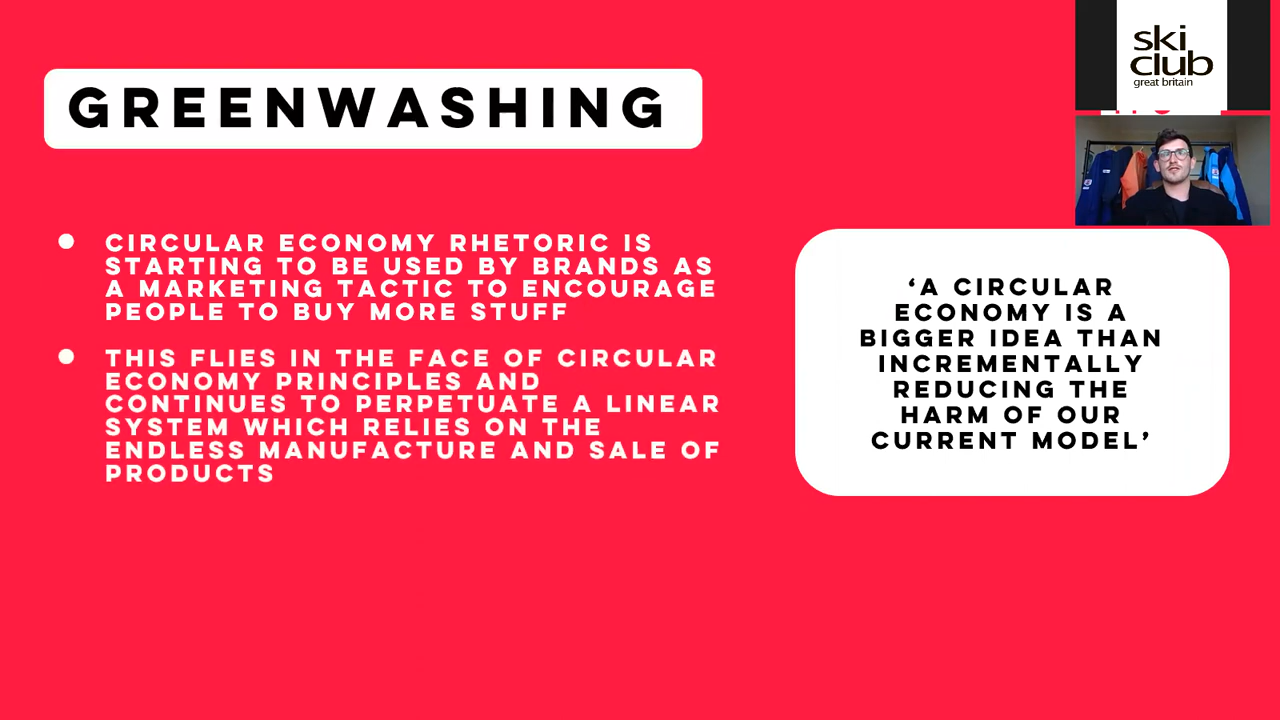 GREENWASHING
ski
club
great britain
CIRCULAR ECONOMY RHETORIC IS
STARTING TO BE USED BY BRANDS AS
A MARKETING TACTIC TO ENCOURAGE
PEOPLE TO BUY MORE STUFF
THIS FLIES IN THE FACE OF CIRCULAR
ECONOMY PRINCIPLES AND
CONTINUES TO PERPETUATE A LINEAR
SYSTEM WHICH RELIES ON THE
ENDLESS MANUFACTURE AND SALE OF
PRODUCTS
‘A CIRCULAR
ECONOMY IS A
BIGGER IDEA THAN
INCREMENTALLY
REDUCING THE
HARM OF OUR
CURRENT MODEL’